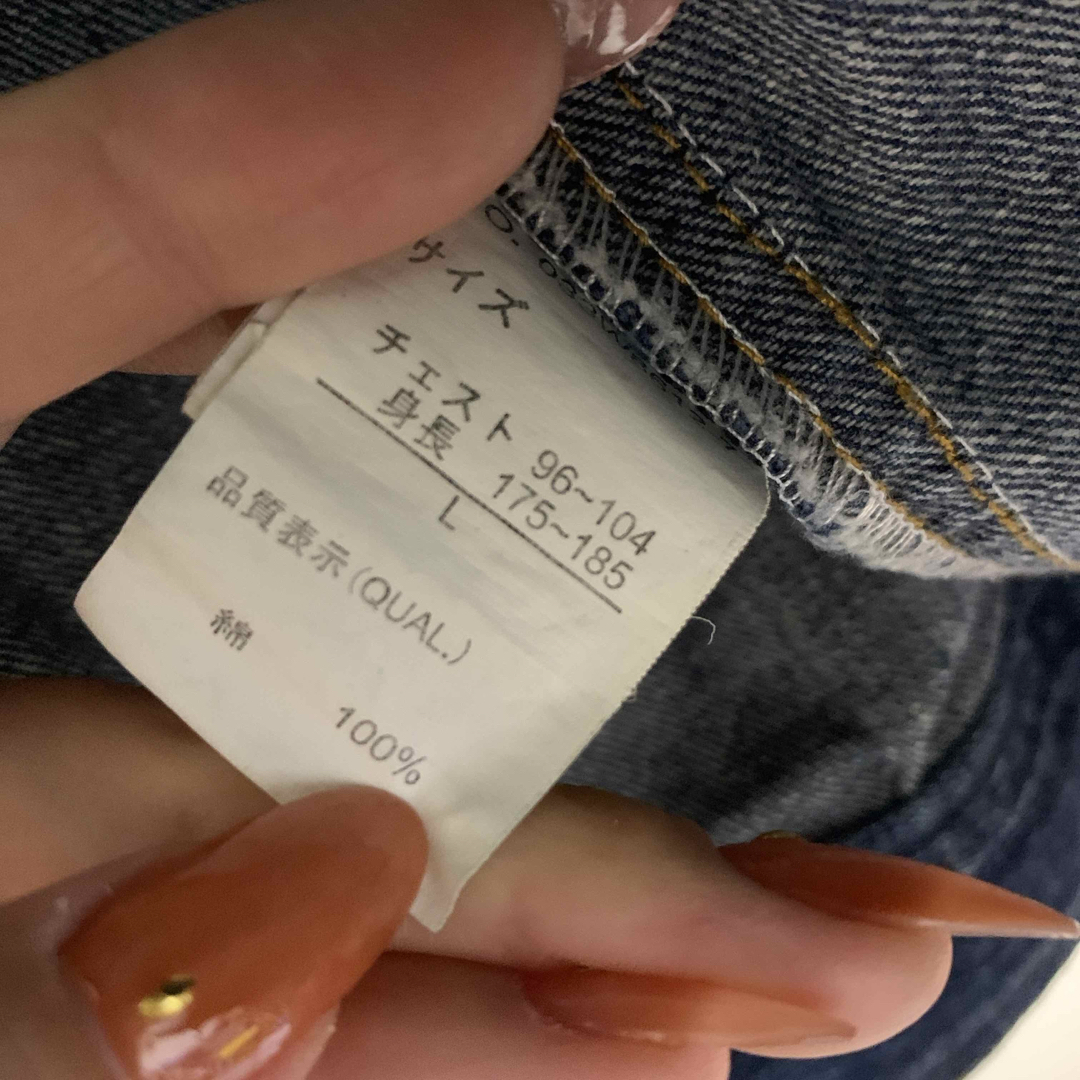 サイズ
チェスト 96~104
身長 175~185
L
品質表示(QUAL.)
綿
100%